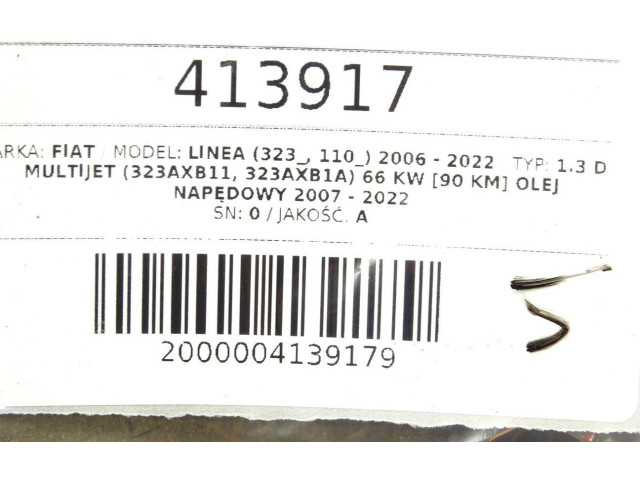 413917
ARKA: FIAT / MODEL: LINEA (323_, 110_) 2006 - 2022 TYP: 1.3 D
MULTIJET (323AXB11, 323AXB1A) 66 KW [90 KM] OLEJ
NAPĘDOWY 2007 - 2022
SN: 0 / JAKOŚĆ: A
2000004139179